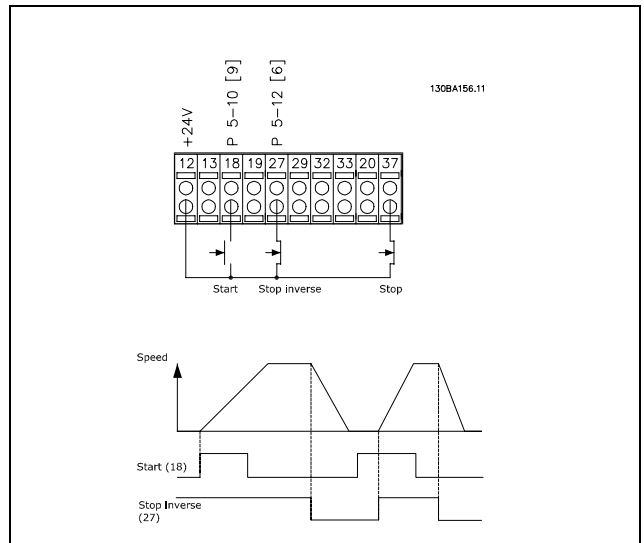 130BA156.11
+24V
P 5-10 [9]
P 5-12 [6]
12 13 18 19 27 29 32 33 20 37
Start Stop inverse Stop
Speed
Start (18)
Stop Inverse
(27)